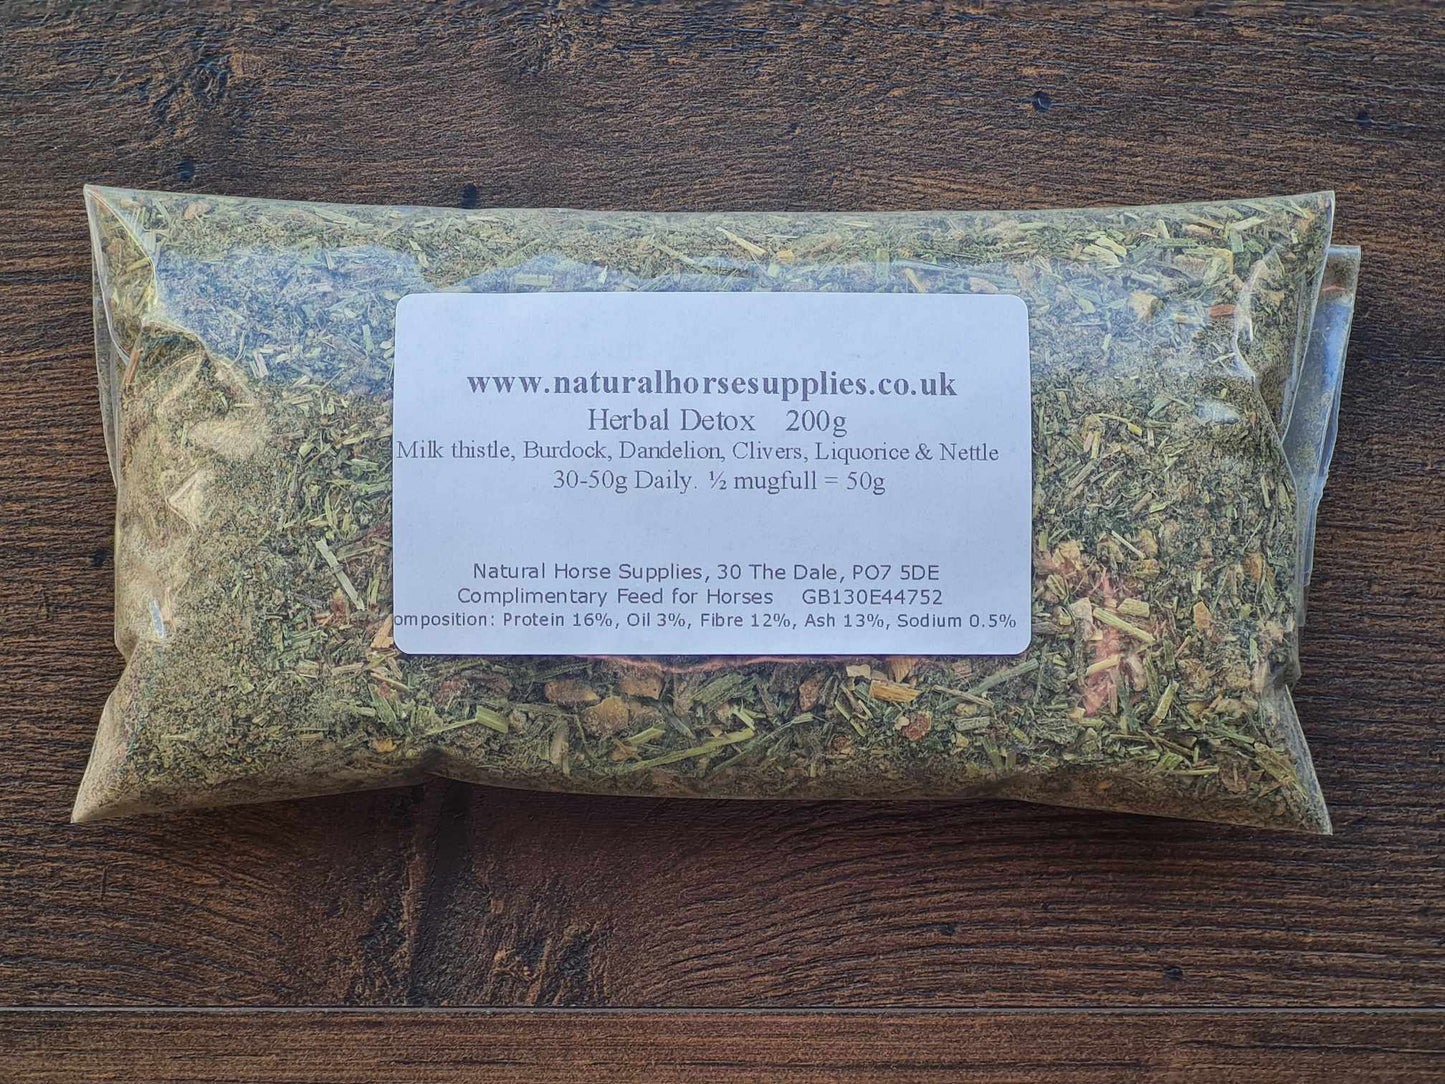 www.naturalhorsesupplies.co.uk
Herbal Detox 200g
Milk thistle, Burdock, Dandelion, Clivers, Liquorice & Nettle
30-50g Daily. ½ mugfull = 50g
Natural Horse Supplies, 30 The Dale, PO7 5DE
Complimentary Feed for Horses GB130E44752
omposition: Protein 16%, Oil 3%, Fibre 12%, Ash 13%, Sodium 0.5%